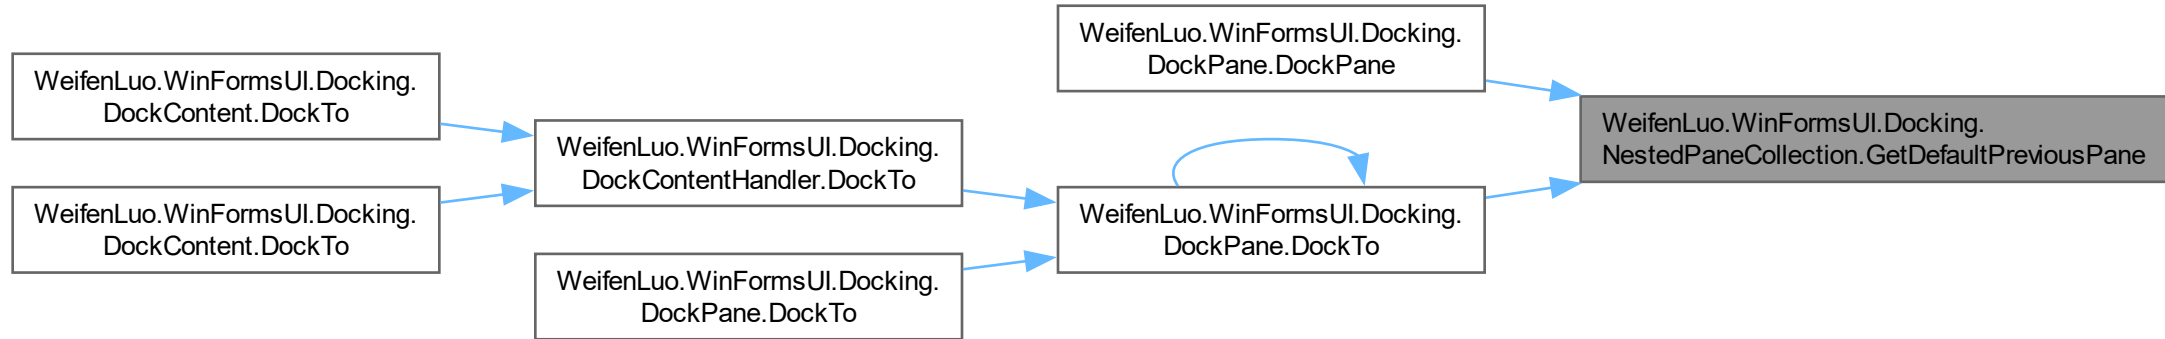 WeifenLuo.WinFormsUI.Docking.
DockContent.DockTo
WeifenLuo.WinFormsUI.Docking.
DockContent.DockTo
WeifenLuo.WinFormsUI.Docking.
DockContentHandler.DockTo
WeifenLuo.WinFormsUI.Docking.
DockPane.DockTo
WeifenLuo.WinFormsUI.Docking.
DockPane.DockPane
WeifenLuo.WinFormsUI.Docking.
DockPane.DockTo
WeifenLuo.WinFormsUI.Docking.
NestedPaneCollection.GetDefaultPreviousPane